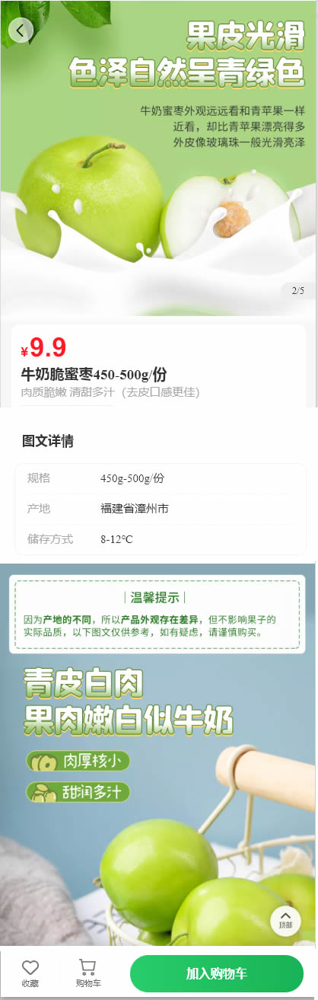 果皮光滑
色泽自然呈青绿色
牛奶蜜枣外观远远看和青苹果一样
近看，却比青苹果漂亮得多
外皮像玻璃珠一般光滑亮泽
2/5
¥9.9
牛奶脆蜜枣450-500g/份
肉质脆嫩 清甜多汁（去皮口感更佳）
图文详情
规格 450g-500g/份
产地 福建省漳州市
储存方式 8-12℃
温馨提示
因为产地的不同，所以产品外观存在差异，但不影响果子的
实际品质，以下图文仅供参考，如有疑虑，请谨慎购买。
青皮白肉
果肉嫩白似牛奶
肉厚核小
甜润多汁
顶部
收藏 购物车 加入购物车